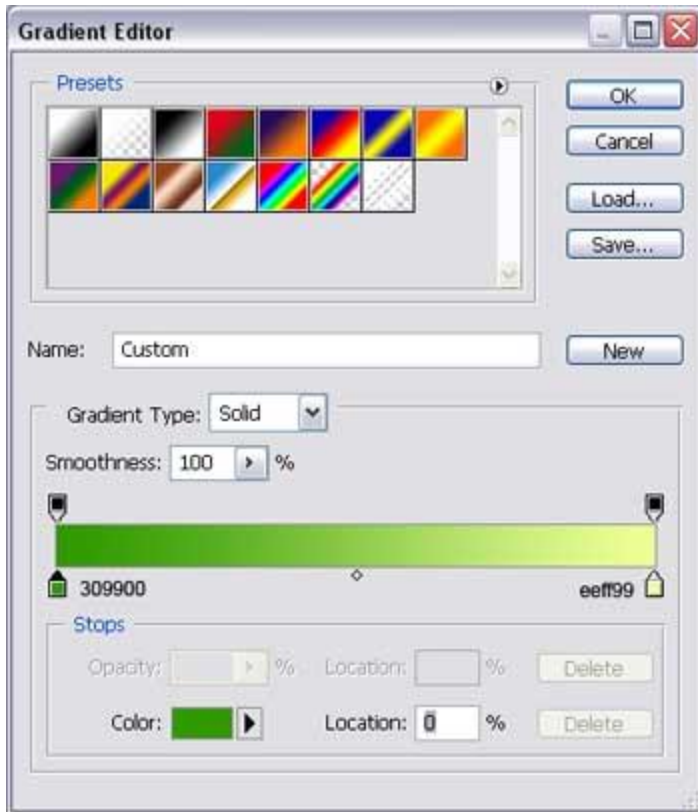 Gradient Editor
Presets
OK
Cancel
Load...
Save...
Name: Custom
New
Gradient Type: Solid
Smoothness: 100 %
309900 eeff99
Stops
Opacity: % Location: % Delete
Color: Location: 0 % Delete